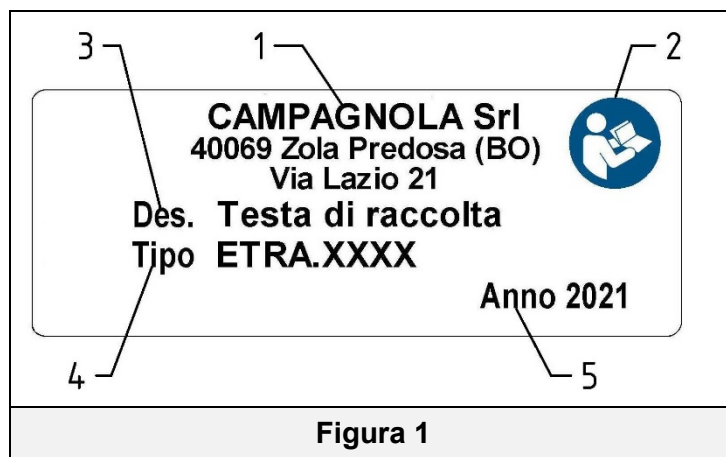 3 1 2
CAMPAGNOLA Srl
40069 Zola Predosa (BO)
Via Lazio 21
Des. Testa di raccolta
Tipo ETRA.XXXX
Anno 2021
4 5
Figura 1